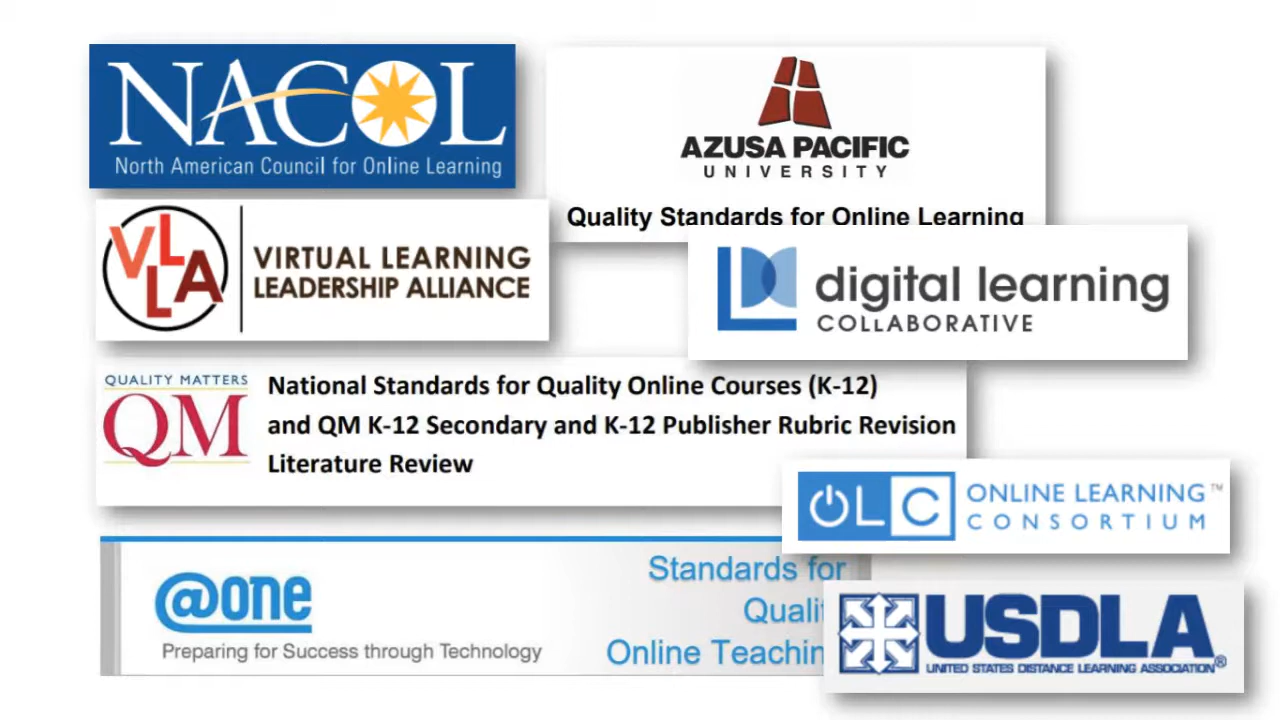 NACOL
North American Council for Online Learning
AZUSA PACIFIC
UNIVERSITY
Quality Standards for Online Learning
VLLA
VIRTUAL LEARNING
LEADERSHIP ALLIANCE
digital learning
COLLABORATIVE
QUALITY MATTERS
QM
National Standards for Quality Online Courses (K-12)
and QM K-12 Secondary and K-12 Publisher Rubric Revision
Literature Review
OLC
ONLINE LEARNING™
CONSORTIUM
@one
Preparing for Success through Technology
Standards for
Qualit
Online Teachin
USDLA
UNITED STATES DISTANCE LEARNING ASSOCIATION®